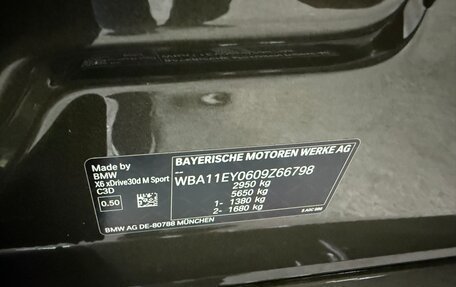 BAYERISCHE MOTOREN WERKE AG
Made by
BMW
X6 xDrive30d M Sport
C3D
0.50
--
WBA11EY0609Z66798
2950 kg
5650 kg
1- 1380 kg
2- 1680 kg
BMW AG DE-80788 MÜNCHEN